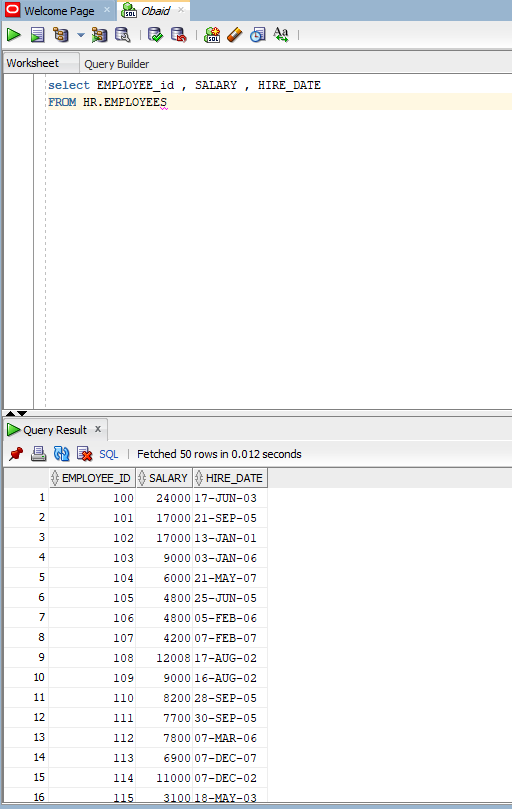 Welcome Page × Obaid ×
SQL
Aa
Worksheet Query Builder
select EMPLOYEE_id , SALARY , HIRE_DATE
FROM HR.EMPLOYEES
Query Result x
SQL | Fetched 50 rows in 0.012 seconds
EMPLOYEE_ID SALARY HIRE_DATE
1 100 24000 17-JUN-03
2 101 17000 21-SEP-05
3 102 17000 13-JAN-01
4 103 9000 03-JAN-06
5 104 6000 21-MAY-07
6 105 4800 25-JUN-05
7 106 4800 05-FEB-06
8 107 4200 07-FEB-07
9 108 12008 17-AUG-02
10 109 9000 16-AUG-02
11 110 8200 28-SEP-05
12 111 7700 30-SEP-05
13 112 7800 07-MAR-06
14 113 6900 07-DEC-07
15 114 11000 07-DEC-02
16 115 3100 18-MAY-03